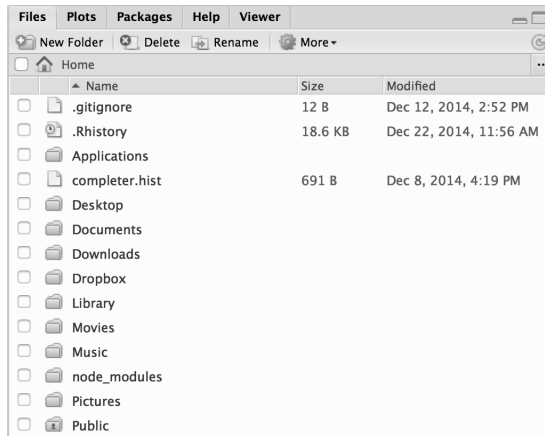 Files Plots Packages Help Viewer
New Folder Delete Rename More
Home ...
Name Size Modified
.gitignore 12 B Dec 12, 2014, 2:52 PM
.Rhistory 18.6 KB Dec 22, 2014, 11:56 AM
Applications
completer.hist 691 B Dec 8, 2014, 4:19 PM
Desktop
Documents
Downloads
Dropbox
Library
Movies
Music
node_modules
Pictures
Public